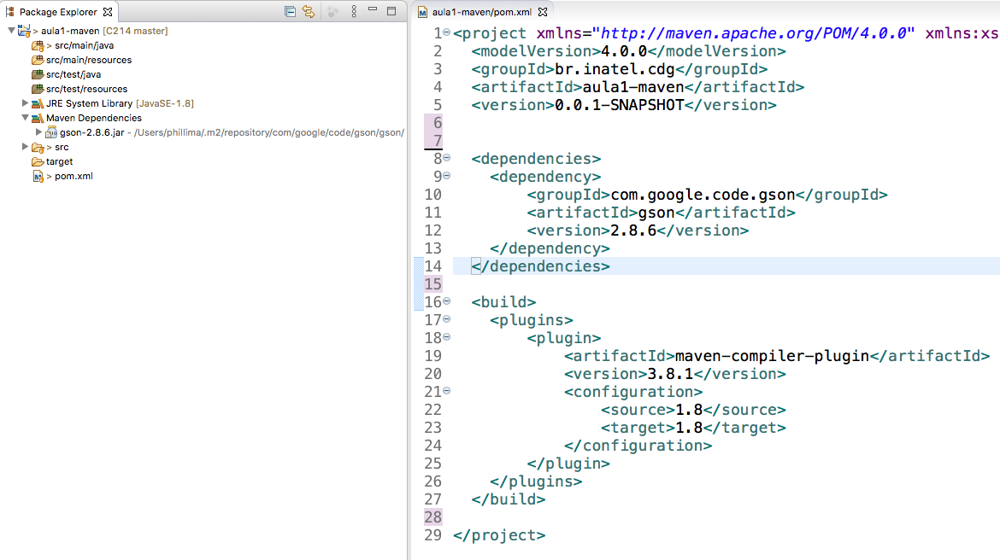 Package Explorer
> aula1-maven [C214 master]
> src/main/java
src/main/resources
src/test/java
src/test/resources
JRE System Library [JavaSE-1.8]
Maven Dependencies
gson-2.8.6.jar - /Users/phillima/.m2/repository/com/google/code/gson/gson/
> src
target
> pom.xml
aula1-maven/pom.xml
1 <project xmlns="http://maven.apache.org/POM/4.0.0" xmlns:xs
2 <modelVersion>4.0.0</modelVersion>
3 <groupId>br.inatel.cdg</groupId>
4 <artifactId>aula1-maven</artifactId>
5 <version>0.0.1-SNAPSHOT</version>
6
7
8 <dependencies>
9 <dependency>
10 <groupId>com.google.code.gson</groupId>
11 <artifactId>gson</artifactId>
12 <version>2.8.6</version>
13 </dependency>
14 </dependencies>
15
16 <build>
17 <plugins>
18 <plugin>
19 <artifactId>maven-compiler-plugin</artifactId>
20 <version>3.8.1</version>
21 <configuration>
22 <source>1.8</source>
23 <target>1.8</target>
24 </configuration>
25 </plugin>
26 </plugins>
27 </build>
28
29 </project>